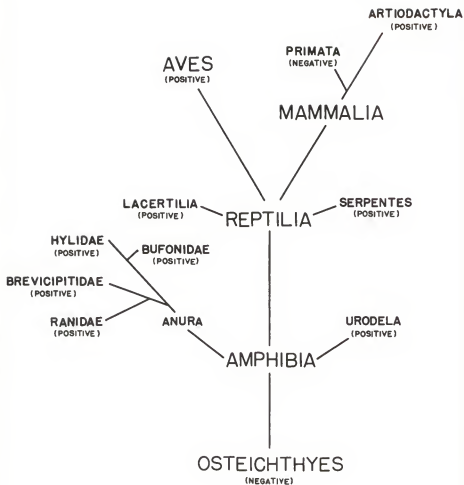 ARTIODACTYLA
(POSITIVE)
PRIMATA
(NEGATIVE)
AVES
(POSITIVE)
MAMMALIA
LACERTILIA
(POSITIVE)
REPTILIA
SERPENTES
(POSITIVE)
HYLIDAE
(POSITIVE)
BUFONIDAE
(POSITIVE)
BREVICIPITIDAE
(POSITIVE)
RANIDAE
(POSITIVE)
ANURA
URODELA
(POSITIVE)
AMPHIBIA
OSTEICHTHYES
(NEGATIVE)